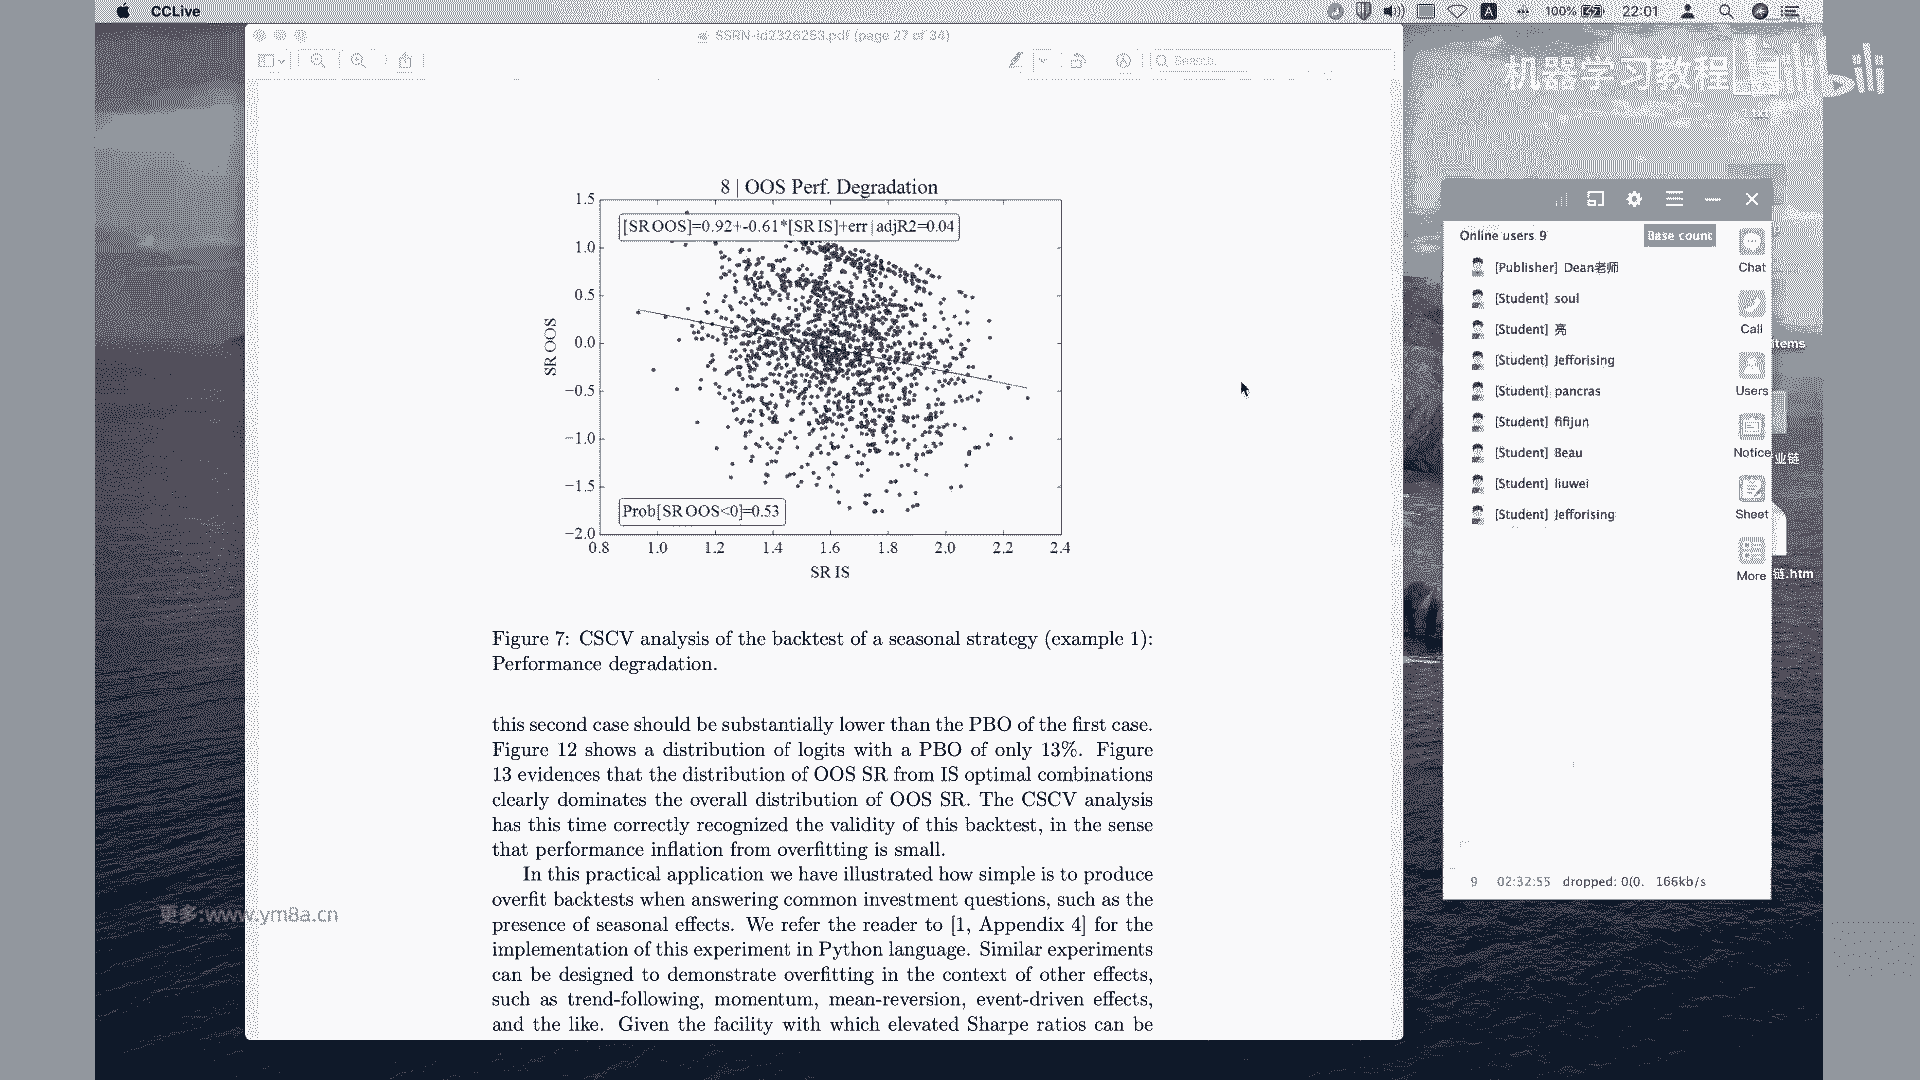 CCLive
A
100%
22:01
SSRN-id2326253.pdf (page 27 of 34)
Search
机器学习教程
bilibili
txt
8 | OOS Perf. Degradation
[SR OOS]=0.92+-0.61*[SR IS]+err | adjR2=0.04
Prob[SR OOS<0]=0.53
1.5
1.0
0.5
0.0
−0.5
−1.0
−1.5
−2.0
SR OOS
0.8 1.0 1.2 1.4 1.6 1.8 2.0 2.2 2.4
SR IS
Figure 7: CSCV analysis of the backtest of a seasonal strategy (example 1):
Performance degradation.
this second case should be substantially lower than the PBO of the first case.
Figure 12 shows a distribution of logits with a PBO of only 13%. Figure
13 evidences that the distribution of OOS SR from IS optimal combinations
clearly dominates the overall distribution of OOS SR. The CSCV analysis
has this time correctly recognized the validity of this backtest, in the sense
that performance inflation from overfitting is small.
In this practical application we have illustrated how simple is to produce
overfit backtests when answering common investment questions, such as the
presence of seasonal effects. We refer the reader to [1, Appendix 4] for the
implementation of this experiment in Python language. Similar experiments
can be designed to demonstrate overfitting in the context of other effects,
such as trend-following, momentum, mean-reversion, event-driven effects,
and the like. Given the facility with which elevated Sharpe ratios can be
Online users 9
Base count
[Publisher] Dean老师
[Student] soul
[Student] 亮
[Student] Jefforising
[Student] pancras
[Student] fifijun
[Student] Beau
[Student] liuwei
[Student] Jefforising
Chat
Call
Users
Notice
Sheet
More
items
业链
链.htm
9 02:32:55 dropped: 0(0. 166kb/s
更多:www.ym8a.cn